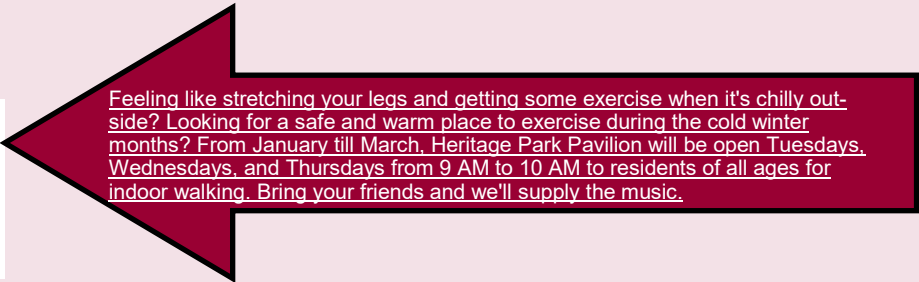 Feeling like stretching your legs and getting some exercise when it's chilly out-
side? Looking for a safe and warm place to exercise during the cold winter
months? From January till March, Heritage Park Pavilion will be open Tuesdays,
Wednesdays, and Thursdays from 9 AM to 10 AM to residents of all ages for
indoor walking. Bring your friends and we'll supply the music.